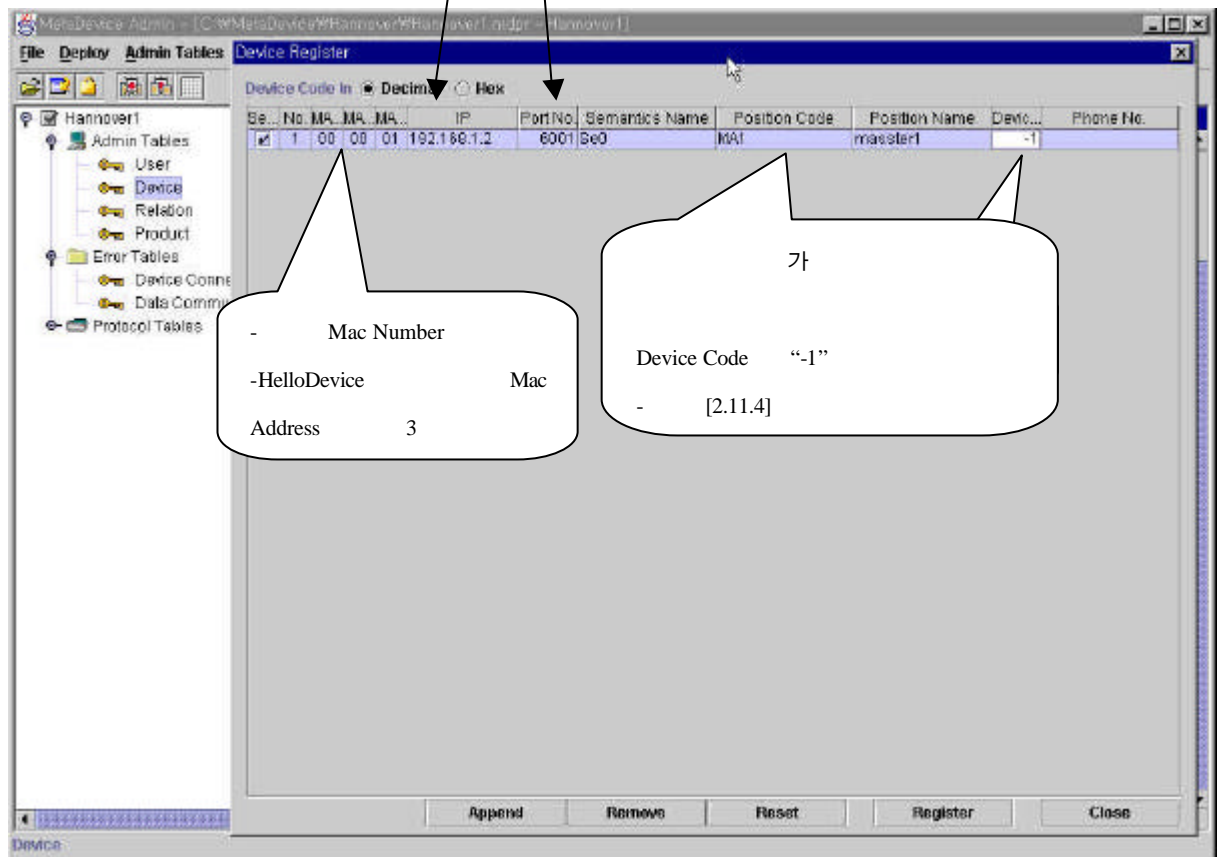 MetaDevice Admin - [C:₩MetaDevice₩Hannover₩Hannover1.mdpr - Hannover1]
File Deploy Admin Tables
Device Register
Device Code In Decimal Hex
Se... No. MA... MA... MA... IP Port No. Semantics Name Position Code Position Name Devic... Phone No.
1 00 00 01 192.168.1.2 6001 Se0 MA1 masster1 -1
Hannover1
Admin Tables
User
Device
Relation
Product
Error Tables
Device Conne
Data Commu
Protocol Tables
- Mac Number
-HelloDevice Mac
Address 3
가
Device Code “-1”
- [2.11.4]
Append Remove Reset Register Close
Device